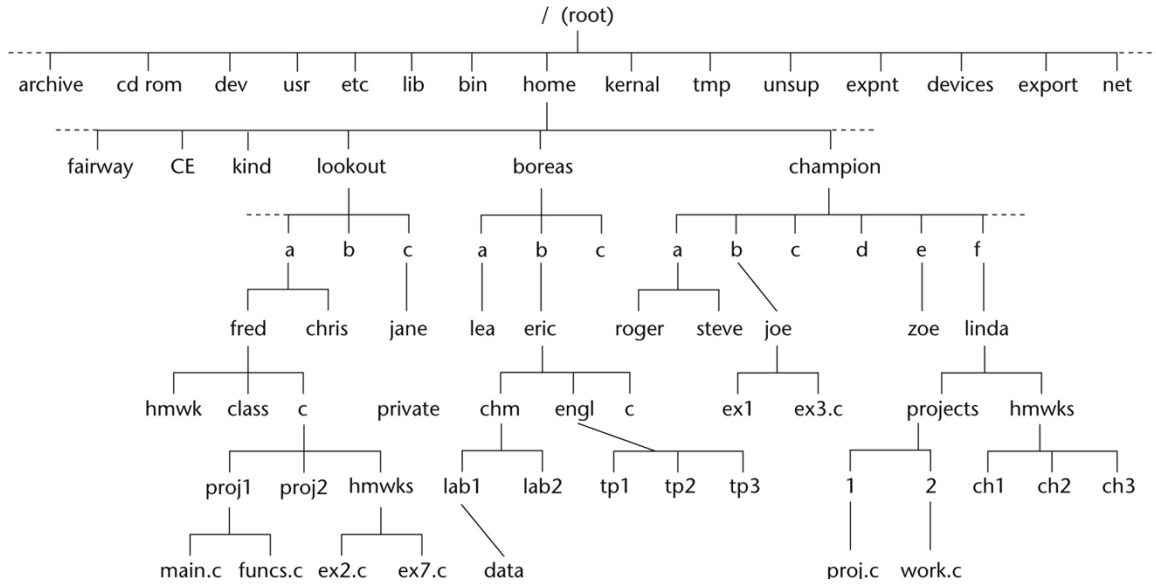 / (root)
archive cd rom dev usr etc lib bin home kernal tmp unsup expnt devices export net
fairway CE kind lookout boreas champion
a b c a b c a b c d e f
fred chris jane lea eric roger steve joe zoe linda
hmwk class c private chm engl c ex1 ex3.c projects hmwks
proj1 proj2 hmwks lab1 lab2 tp1 tp2 tp3 1 2 ch1 ch2 ch3
main.c funcs.c ex2.c ex7.c data proj.c work.c